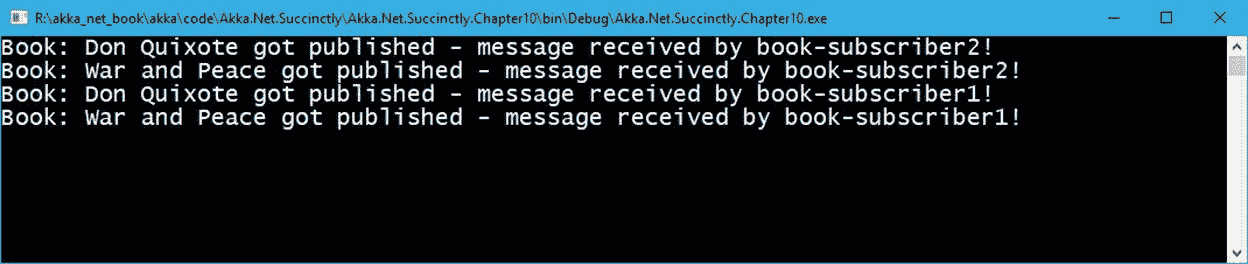 R:\akka_net_book\akka\code\Akka.Net.Succinctly\Akka.Net.Succinctly.Chapter10\bin\Debug\Akka.Net.Succinctly.Chapter10.exe
Book: Don Quixote got published - message received by book-subscriber2!
Book: War and Peace got published - message received by book-subscriber2!
Book: Don Quixote got published - message received by book-subscriber1!
Book: War and Peace got published - message received by book-subscriber1!